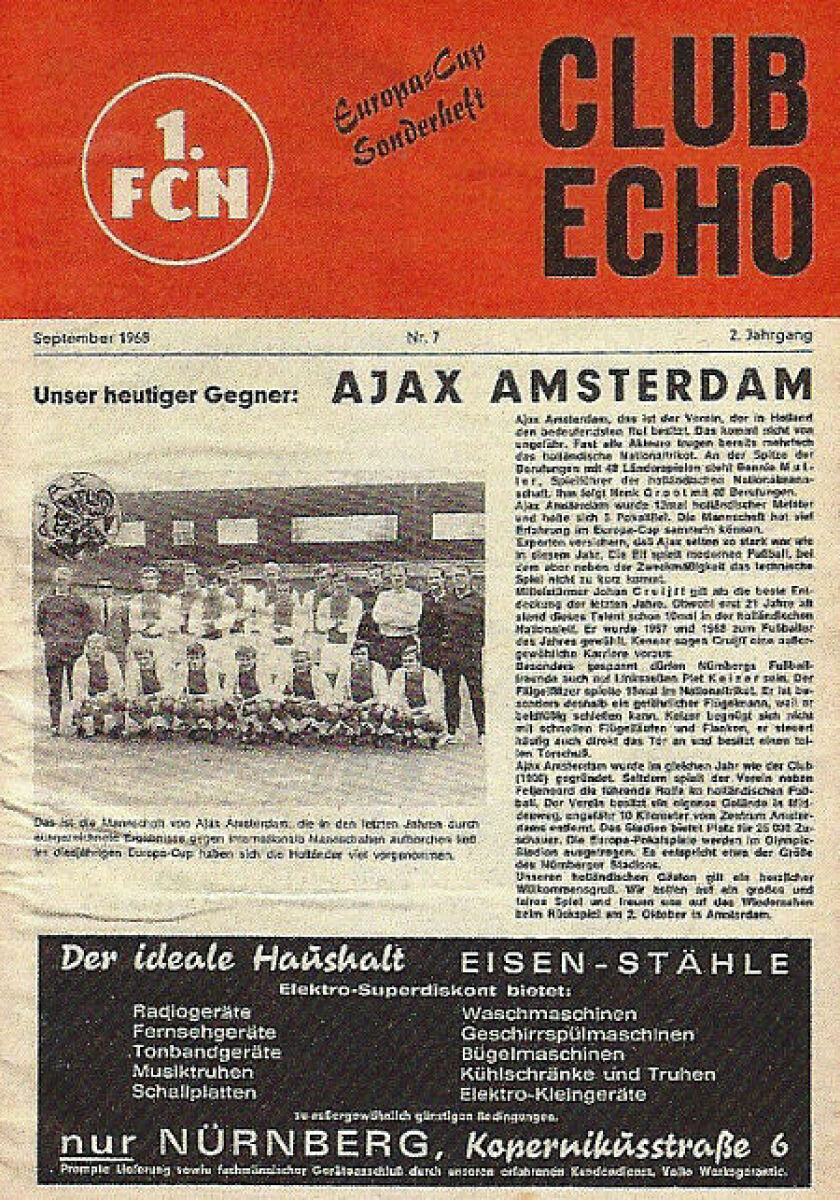 1.
FCN
Europa-Cup
Sonderheft
CLUB
ECHO
September 1968
Nr. 7
2. Jahrgang
Unser heutiger Gegner: AJAX AMSTERDAM
Ajax Amsterdam, das ist der Verein, der in Holland
den bedeutendsten Ruf besitzt. Das kommt nicht von
ungefähr. Fast alle Akteure trugen bereits mehrfach
das holländische Nationaltrikot. An der Spitze der
Berufungen mit 40 Länderspielen steht Bennie Mul-
ler, Spielführer der holländischen Nationalmann-
schaft. Ihm folgt Henk Groot mit Berufungen.
Ajax Amsterdam wurde 12mal holländischer Meister
und holte sich 5 Pokaltitel. Die Mannschaft hat viel
Erfahrung im Europa-Cup sammeln können.
Experten versichern, daß Ajax selten so stark war wie
in diesem Jahr. Die Elf spielt modernen Fußball, bei
dem aber neben der Zweckmäßigkeit das technische
Spiel nicht zu kurz kommt.
Mittelstürmer Johan Cruijff gilt als die beste Ent-
deckung der letzten Jahre. Obwohl erst 21 Jahre alt
stand dieses Talent schon 10mal in der holländischen
Nationalelf. Er wurde 1967 und 1968 zum Fußballer
des Jahres gewählt. Kenner sagen Cruijff eine außer-
gewöhnliche Karriere voraus.
Besonders gespannt dürfen Nürnbergs Fußball-
freunde auch auf Linksaußen Piet Keizer sein. Der
Flügelflitzer spielte im Nationaltrikot. Er ist be-
sonders deshalb ein gefährlicher Flügelmann, weil er
beidfüßig schießen kann. Keizer begnügt sich nicht
mit schnellen Flügelläufen und Flanken, er steuert
häufig auch direkt das Tor an und besitzt einen tol-
len Torschuß.
Ajax Amsterdam wurde im gleichen Jahr wie der Club
(1900) gegründet. Seitdem spielt der Verein neben
Feijenoord die führende Rolle im holländischen Fuß-
ball. Der Verein besitzt ein eigenes Gelände in Mid-
denweg, ungefähr 10 Kilometer vom Zentrum Amster-
dams entfernt. Das Stadion bietet Platz für 25 000 Zu-
schauer. Die Europa-Pokalspiele werden im Olympic-
Stadion ausgetragen. Es entspricht etwa der Größe
des Nürnberger Stadions.
Unseren holländischen Gästen gilt ein herzlicher
Willkommensgruß. Wir hoffen auf ein großes und
faires Spiel und freuen uns auf das Wiedersehen
beim Rückspiel am 2. Oktober in Amsterdam.
Das ist die Mannschaft von Ajax Amsterdam, die in den letzten Jahren durch
ausgezeichnete Ergebnisse gegen internationale Mannschaften aufhorchen ließ
Im diesjährigen Europa-Cup haben sich die Holländer viel vorgenommen.
Der ideale Haushalt EISEN-STÄHLE
Elektro-Superdiskont bietet:
Radiogeräte
Fernsehgeräte
Tonbandgeräte
Musiktruhen
Schallplatten
Waschmaschinen
Geschirrspülmaschinen
Bügelmaschinen
Kühlschränke und Truhen
Elektro-Kleingeräte
zu außergewöhnlich günstigen Bedingungen.
nur NÜRNBERG, Kopernikusstraße 6
Prompte Lieferung sowie fachmännischer Geräteanschluß durch unseren erfahrenen Kundendienst. Volle Werksgarantie.